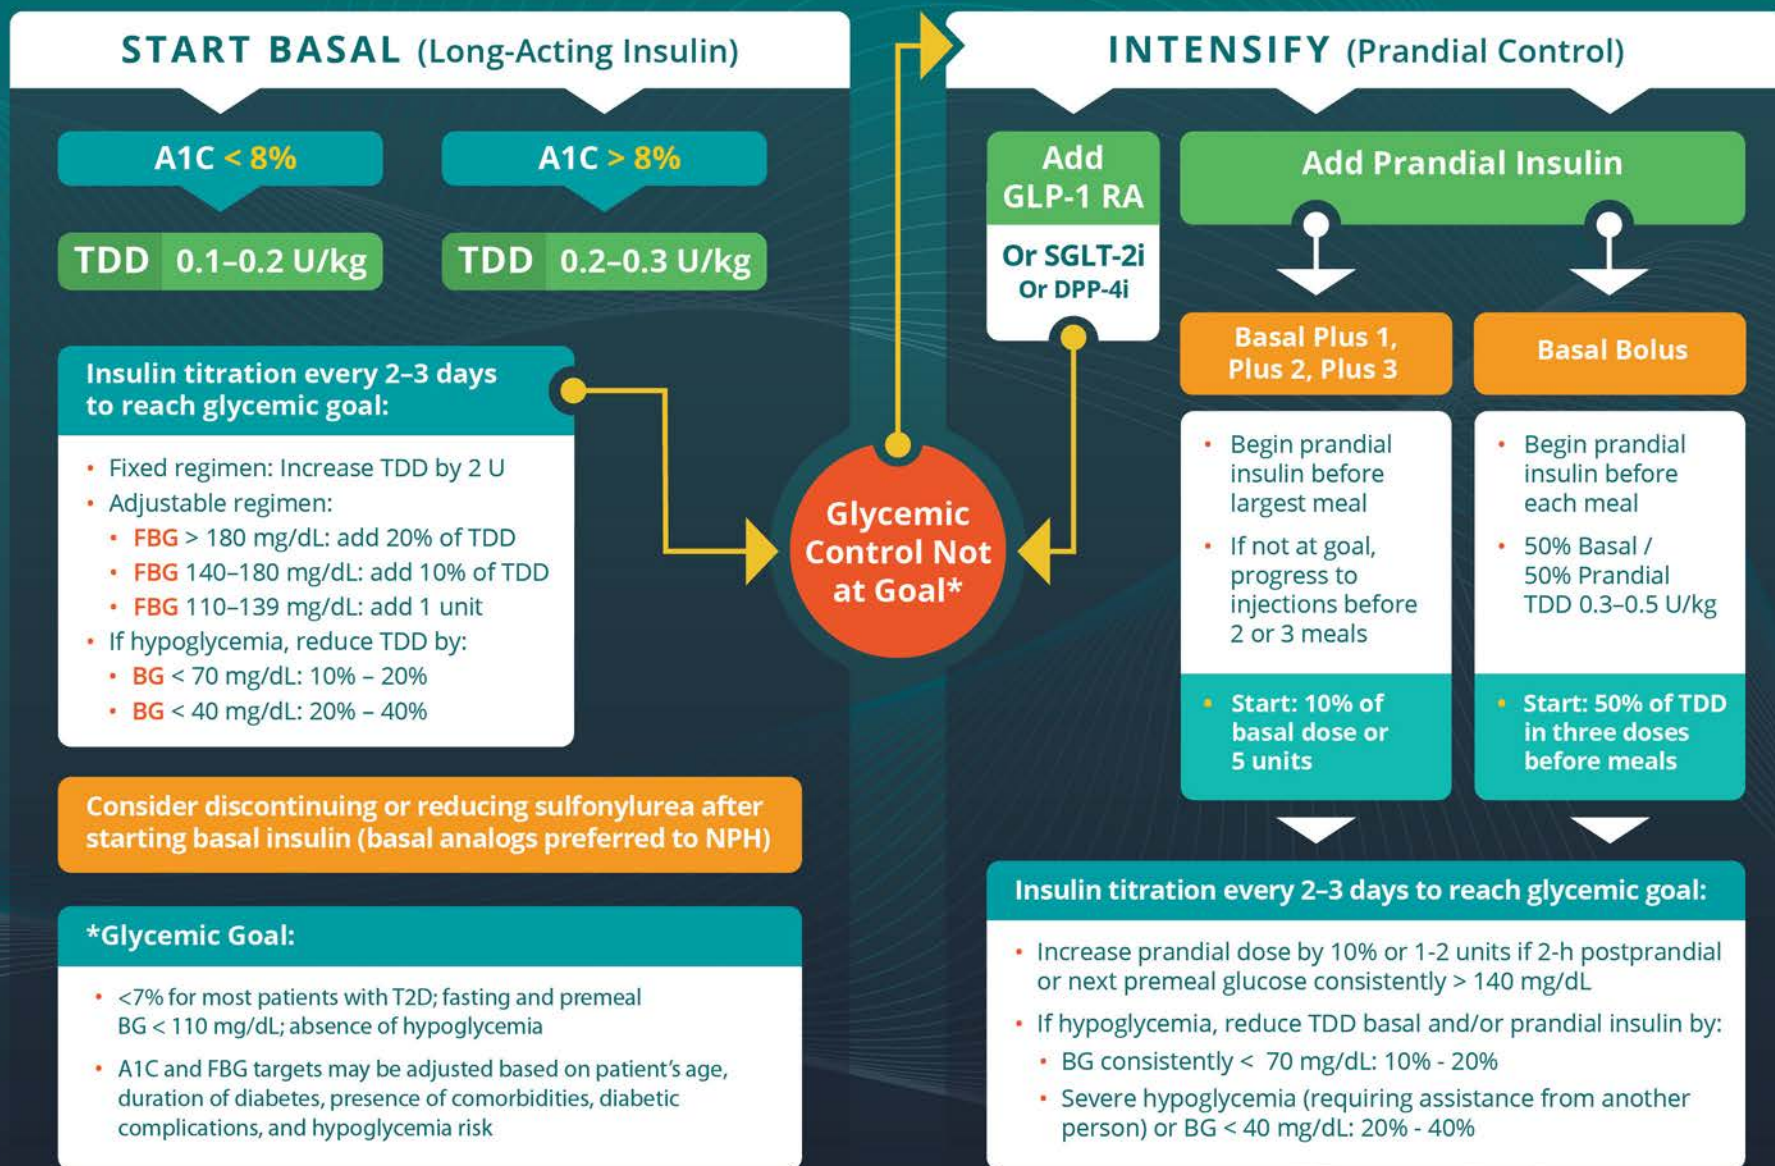 START BASAL (Long-Acting Insulin)
A1C < 8%
A1C > 8%
TDD 0.1–0.2 U/kg
TDD 0.2–0.3 U/kg
Insulin titration every 2–3 days
to reach glycemic goal:
• Fixed regimen: Increase TDD by 2 U
• Adjustable regimen:
• FBG > 180 mg/dL: add 20% of TDD
• FBG 140–180 mg/dL: add 10% of TDD
• FBG 110–139 mg/dL: add 1 unit
• If hypoglycemia, reduce TDD by:
• BG < 70 mg/dL: 10% – 20%
• BG < 40 mg/dL: 20% – 40%
Consider discontinuing or reducing sulfonylurea after
starting basal insulin (basal analogs preferred to NPH)
*Glycemic Goal:
• <7% for most patients with T2D; fasting and premeal
BG < 110 mg/dL; absence of hypoglycemia
• A1C and FBG targets may be adjusted based on patient's age,
duration of diabetes, presence of comorbidities, diabetic
complications, and hypoglycemia risk
Glycemic
Control Not
at Goal*
INTENSIFY (Prandial Control)
Add
GLP-1 RA
Or SGLT-2i
Or DPP-4i
Add Prandial Insulin
Basal Plus 1,
Plus 2, Plus 3
• Begin prandial
insulin before
largest meal
• If not at goal,
progress to
injections before
2 or 3 meals
• Start: 10% of
basal dose or
5 units
Basal Bolus
• Begin prandial
insulin before
each meal
• 50% Basal /
50% Prandial
TDD 0.3–0.5 U/kg
• Start: 50% of TDD
in three doses
before meals
Insulin titration every 2–3 days to reach glycemic goal:
• Increase prandial dose by 10% or 1-2 units if 2-h postprandial
or next premeal glucose consistently > 140 mg/dL
• If hypoglycemia, reduce TDD basal and/or prandial insulin by:
• BG consistently < 70 mg/dL: 10% - 20%
• Severe hypoglycemia (requiring assistance from another
person) or BG < 40 mg/dL: 20% - 40%